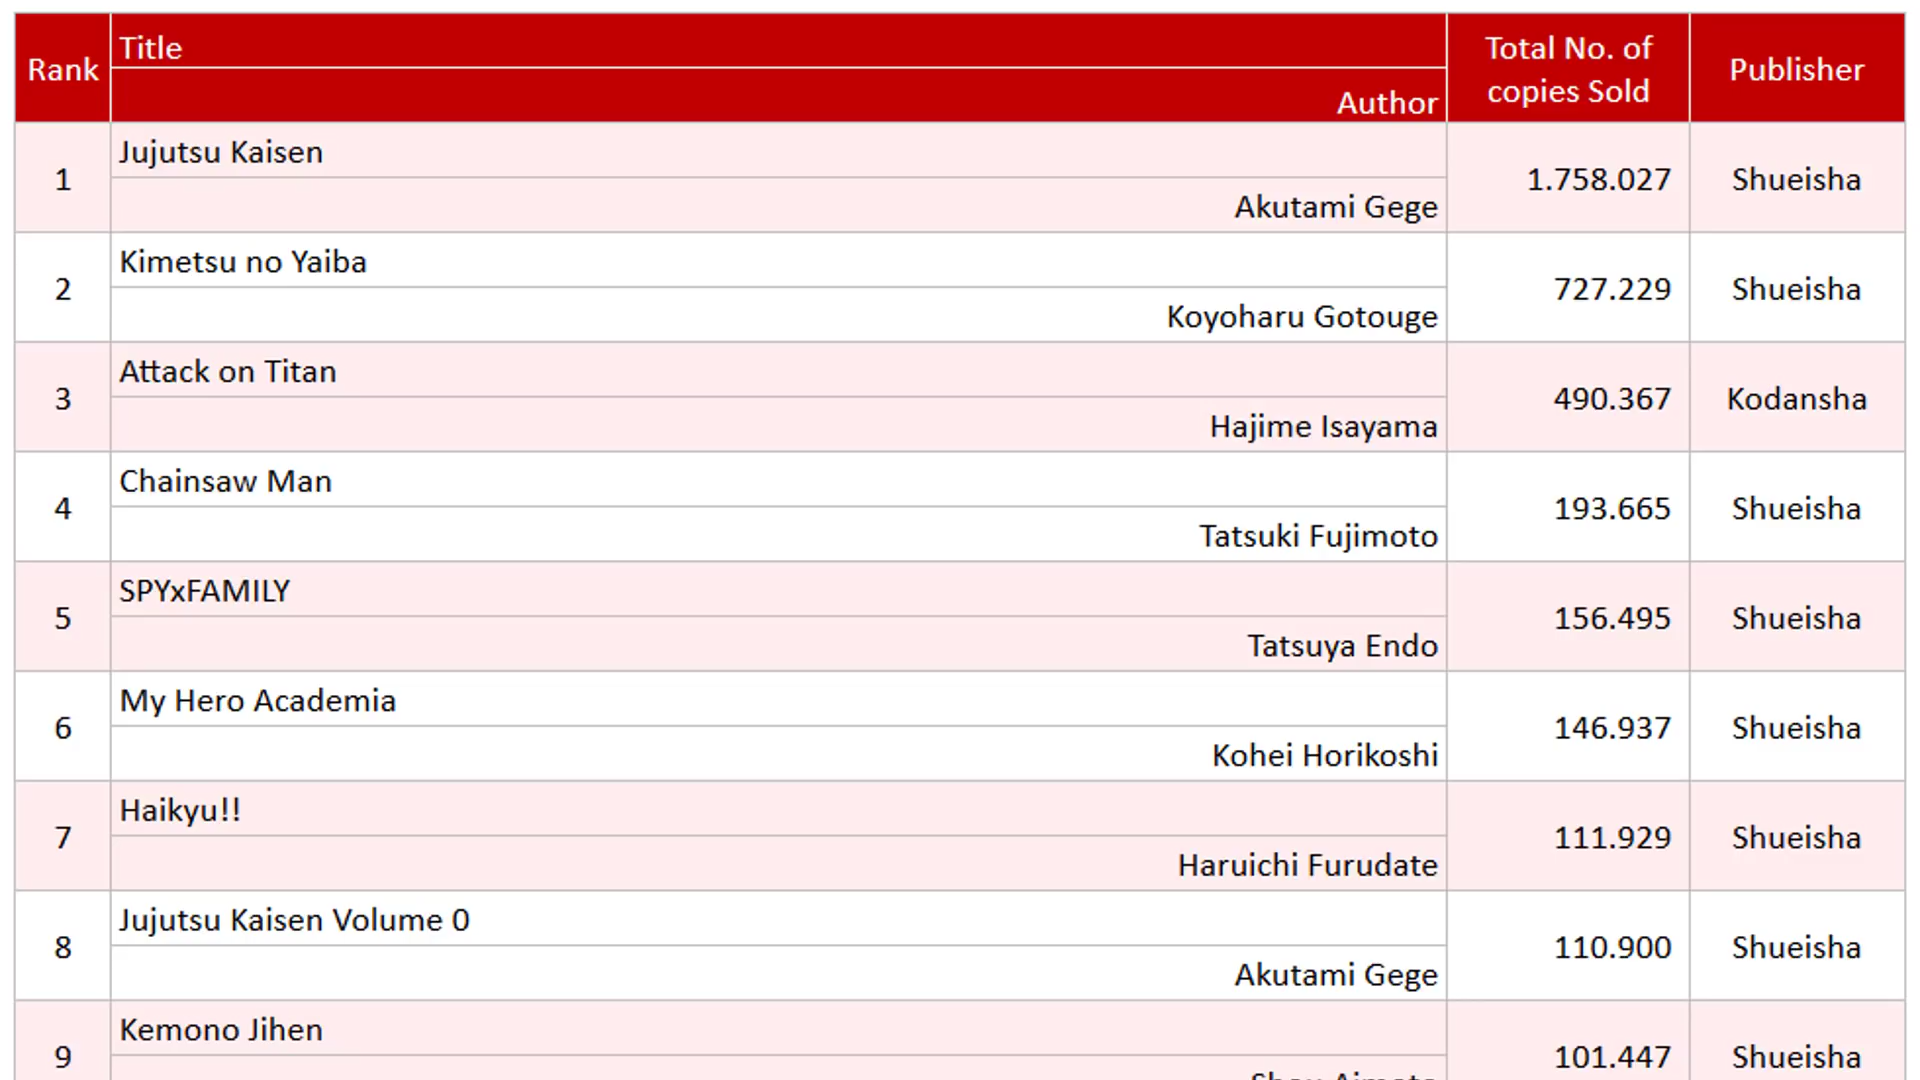 Rank
Title
Author
Total No. of
copies Sold
Publisher
1
Jujutsu Kaisen
Akutami Gege
1.758.027
Shueisha
2
Kimetsu no Yaiba
Koyoharu Gotouge
727.229
Shueisha
3
Attack on Titan
Hajime Isayama
490.367
Kodansha
4
Chainsaw Man
Tatsuki Fujimoto
193.665
Shueisha
5
SPYxFAMILY
Tatsuya Endo
156.495
Shueisha
6
My Hero Academia
Kohei Horikoshi
146.937
Shueisha
7
Haikyu!!
Haruichi Furudate
111.929
Shueisha
8
Jujutsu Kaisen Volume 0
Akutami Gege
110.900
Shueisha
9
Kemono Jihen
101.447
Shueisha